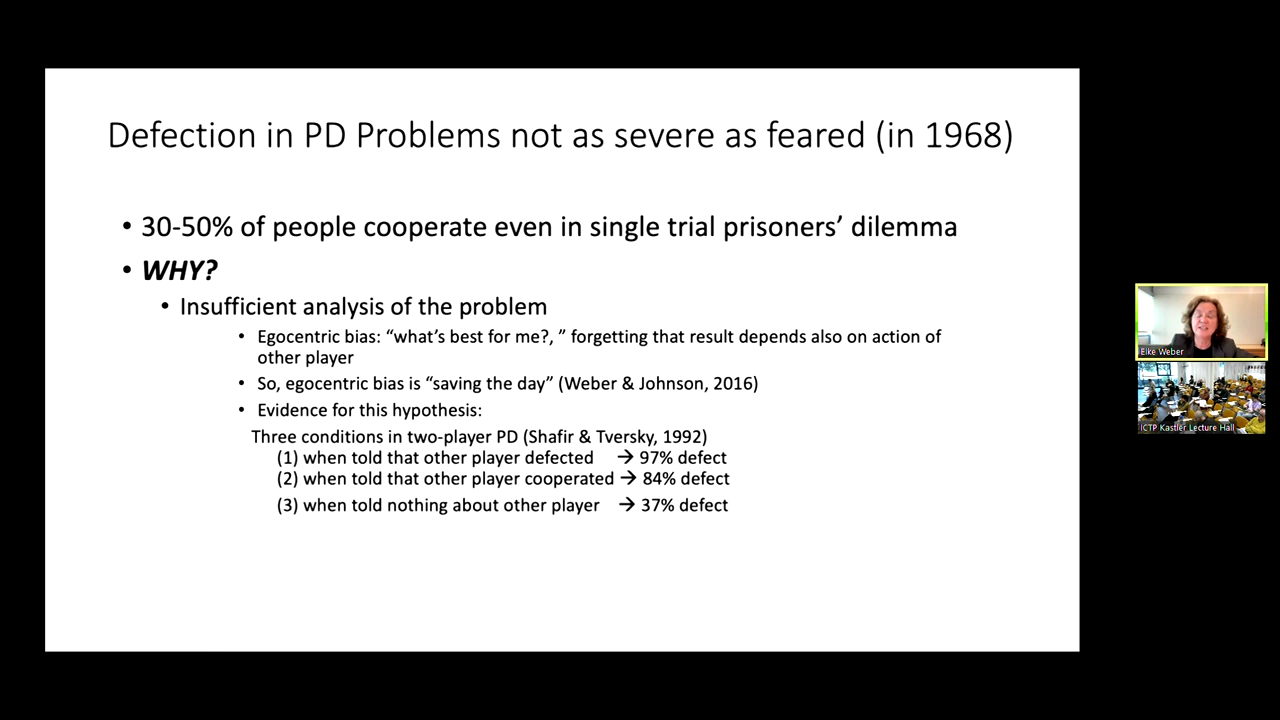 Defection in PD Problems not as severe as feared (in 1968)
• 30-50% of people cooperate even in single trial prisoners’ dilemma
• WHY?
• Insufficient analysis of the problem
• Egocentric bias: “what’s best for me?, ” forgetting that result depends also on action of
other player
• So, egocentric bias is “saving the day” (Weber & Johnson, 2016)
• Evidence for this hypothesis:
Three conditions in two-player PD (Shafir & Tversky, 1992)
(1) when told that other player defected → 97% defect
(2) when told that other player cooperated → 84% defect
(3) when told nothing about other player → 37% defect
Elke Weber
ICTP Kastler Lecture Hall